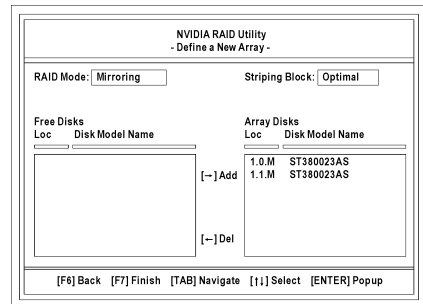 NVIDIA RAID Utility
- Define a New Array -
RAID Mode: Mirroring Striping Block: Optimal
Free Disks Array Disks
Loc Disk Model Name Loc Disk Model Name
1.0.M ST380023AS
1.1.M ST380023AS
[→] Add
[←] Del
[F6] Back [F7] Finish [TAB] Navigate [↑↓] Select [ENTER] Popup